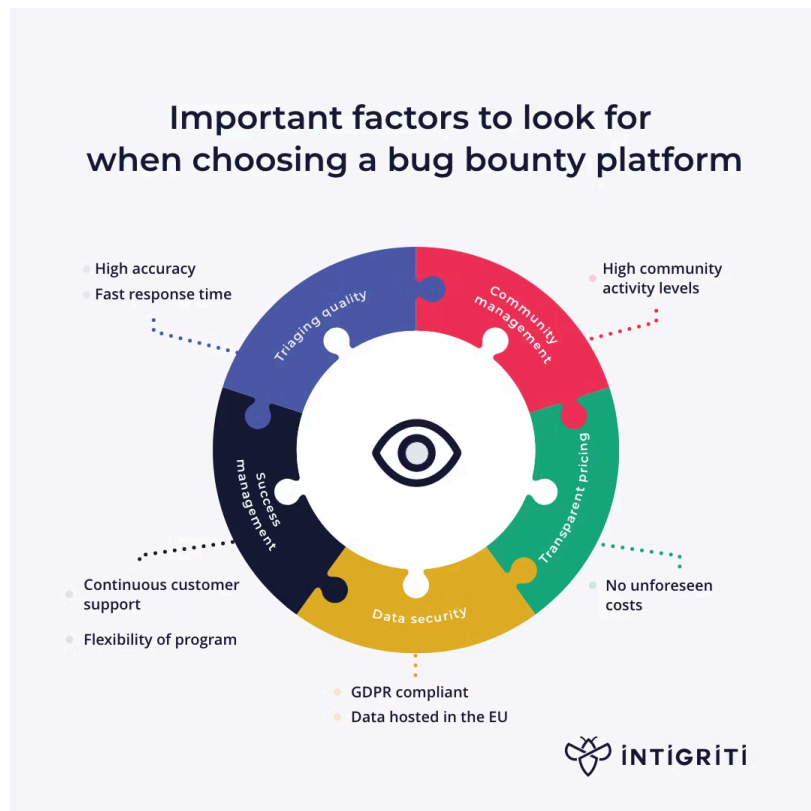 Important factors to look for
when choosing a bug bounty platform
High accuracy
Fast response time
High community
activity levels
Triaging quality
Community
management
Success
management
Transparent pricing
Data security
Continuous customer
support
Flexibility of program
No unforeseen
costs
GDPR compliant
Data hosted in the EU
INTIGRITI